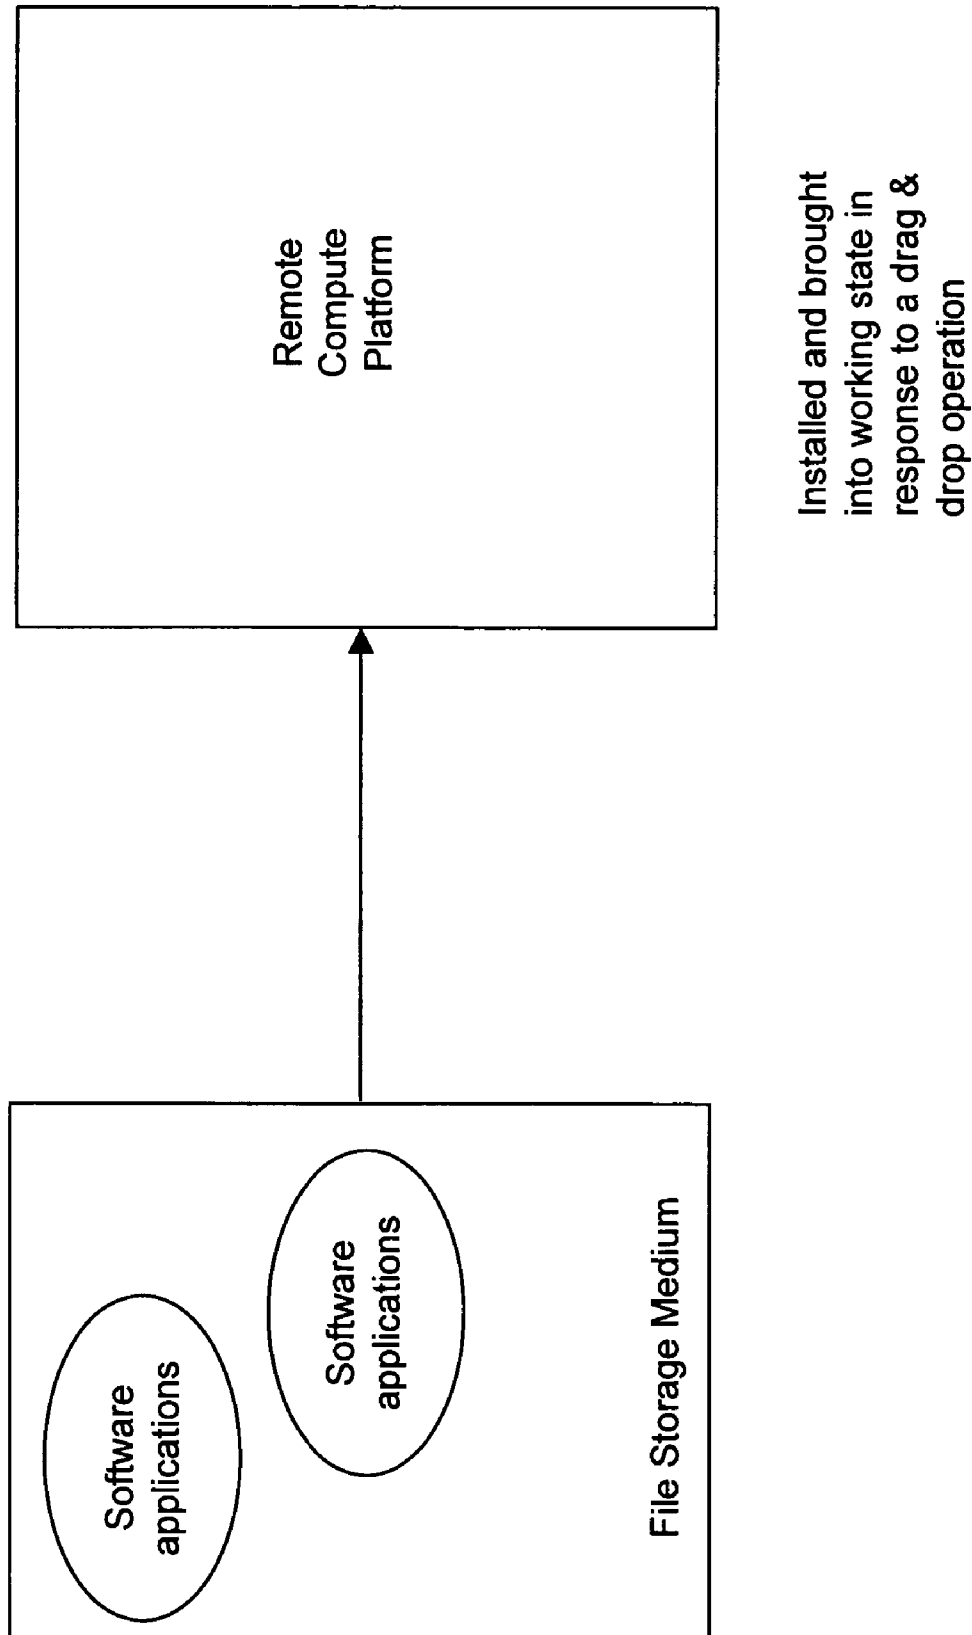 Software
applications
Software
applications
File Storage Medium
Remote
Compute
Platform
Installed and brought
into working state in
response to a drag &
drop operation